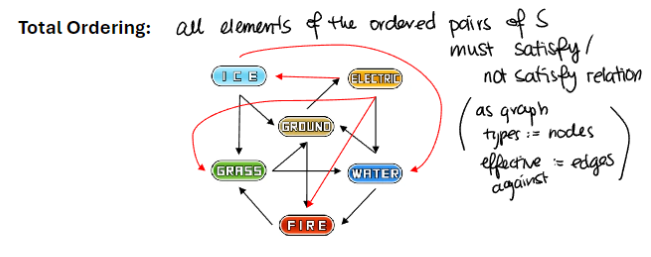 Total Ordering: all elements of the ordered pairs of S
must satisfy/
not satisfy relation
(as graph
types := nodes
effective := edges
against)
ICE
ELECTRIC
GROUND
GRASS
WATER
FIRE